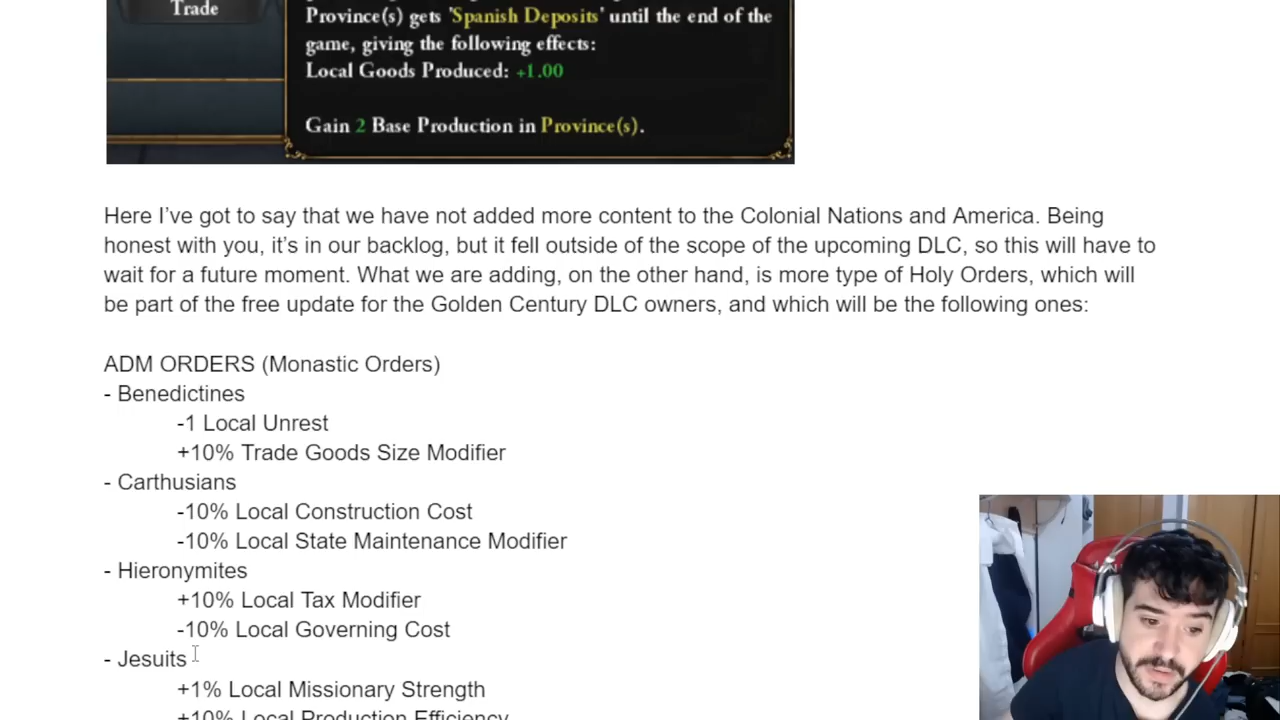 Trade
Province(s) gets 'Spanish Deposits' until the end of the
game, giving the following effects:
Local Goods Produced: +1.00
Gain 2 Base Production in Province(s).
Here I've got to say that we have not added more content to the Colonial Nations and America. Being
honest with you, it's in our backlog, but it fell outside of the scope of the upcoming DLC, so this will have to
wait for a future moment. What we are adding, on the other hand, is more type of Holy Orders, which will
be part of the free update for the Golden Century DLC owners, and which will be the following ones:
ADM ORDERS (Monastic Orders)
- Benedictines
-1 Local Unrest
+10% Trade Goods Size Modifier
- Carthusians
-10% Local Construction Cost
-10% Local State Maintenance Modifier
- Hieronymites
+10% Local Tax Modifier
-10% Local Governing Cost
- Jesuits
+1% Local Missionary Strength
+10% Local Production Efficiency